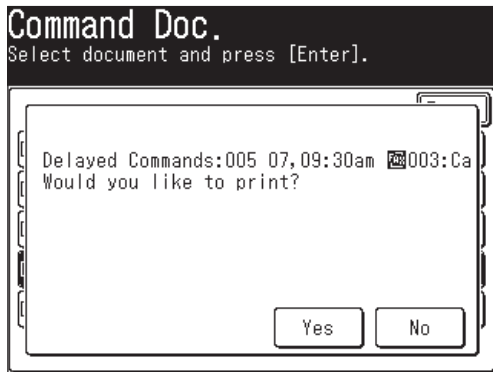 Command Doc.
Select document and press [Enter].
Delayed Commands:005 07,09:30am FAX003:Ca
Would you like to print?
Yes
No